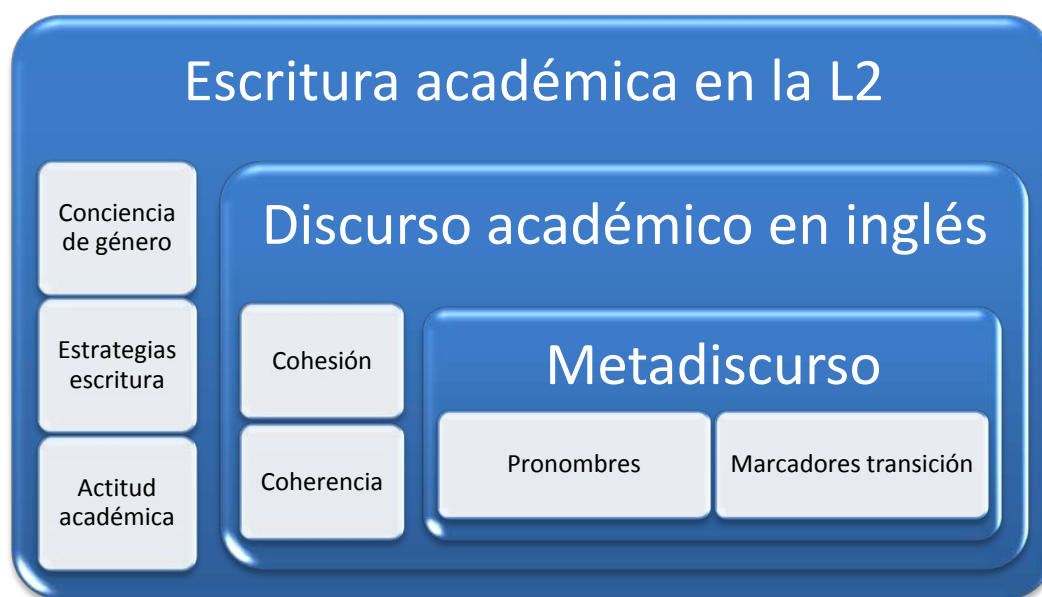 Escritura académica en la L2
Conciencia
de género
Estrategias
escritura
Actitud
académica
Discurso académico en inglés
Cohesión
Coherencia
Metadiscurso
Pronombres
Marcadores transición